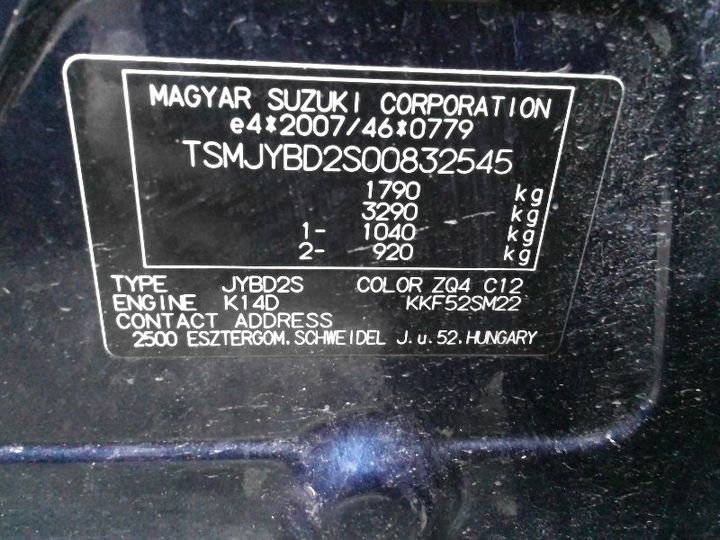 MAGYAR SUZUKI CORPORATION
e4*2007/46*0779
TSMJYBD2S00832545
1790 kg
3290 kg
1- 1040 kg
2- 920 kg
TYPE JYBD2S COLOR ZQ4 C12
ENGINE K14D KKF52SM22
CONTACT ADDRESS
2500 ESZTERGOM.SCHWEIDEL J.u.52.HUNGARY